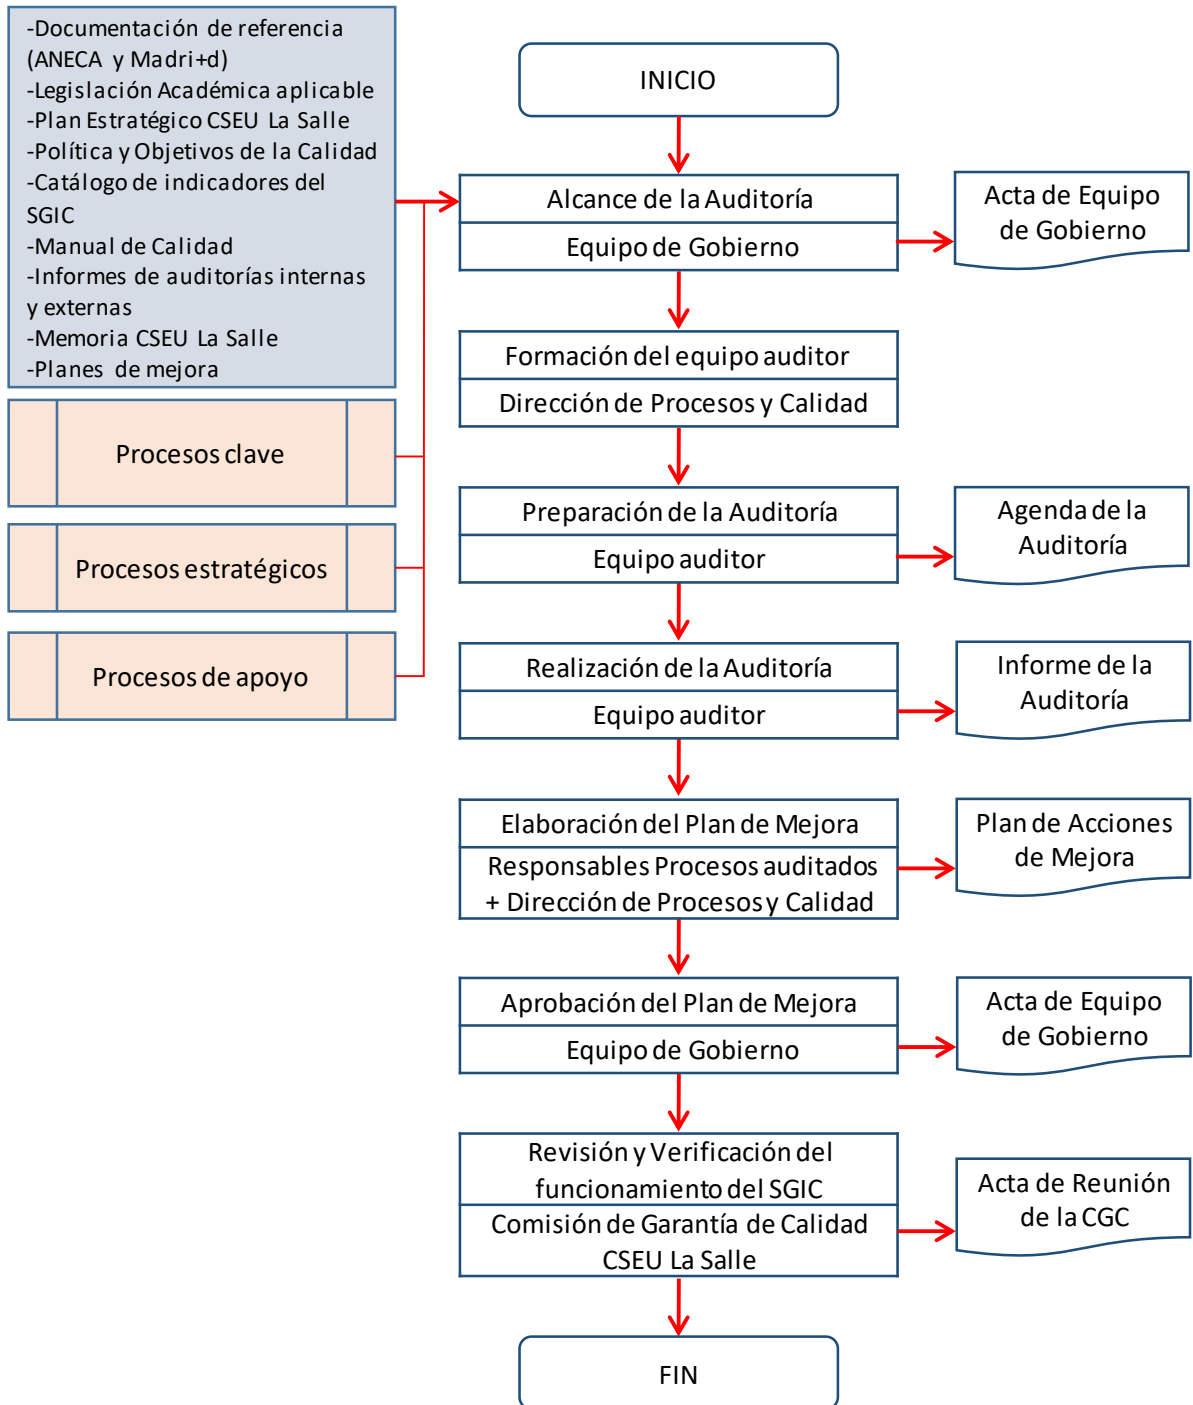 -Documentación de referencia
(ANECA y Madri+d)
-Legislación Académica aplicable
-Plan Estratégico CSEU La Salle
-Política y Objetivos de la Calidad
-Catálogo de indicadores del
SGIC
-Manual de Calidad
-Informes de auditorías internas
y externas
-Memoria CSEU La Salle
-Planes de mejora
Procesos clave
Procesos estratégicos
Procesos de apoyo
INICIO
Alcance de la Auditoría
Equipo de Gobierno
Acta de Equipo
de Gobierno
Formación del equipo auditor
Dirección de Procesos y Calidad
Preparación de la Auditoría
Equipo auditor
Agenda de la
Auditoría
Realización de la Auditoría
Equipo auditor
Informe de la
Auditoría
Elaboración del Plan de Mejora
Responsables Procesos auditados
+ Dirección de Procesos y Calidad
Plan de Acciones
de Mejora
Aprobación del Plan de Mejora
Equipo de Gobierno
Acta de Equipo
de Gobierno
Revisión y Verificación del
funcionamiento del SGIC
Comisión de Garantía de Calidad
CSEU La Salle
Acta de Reunión
de la CGC
FIN